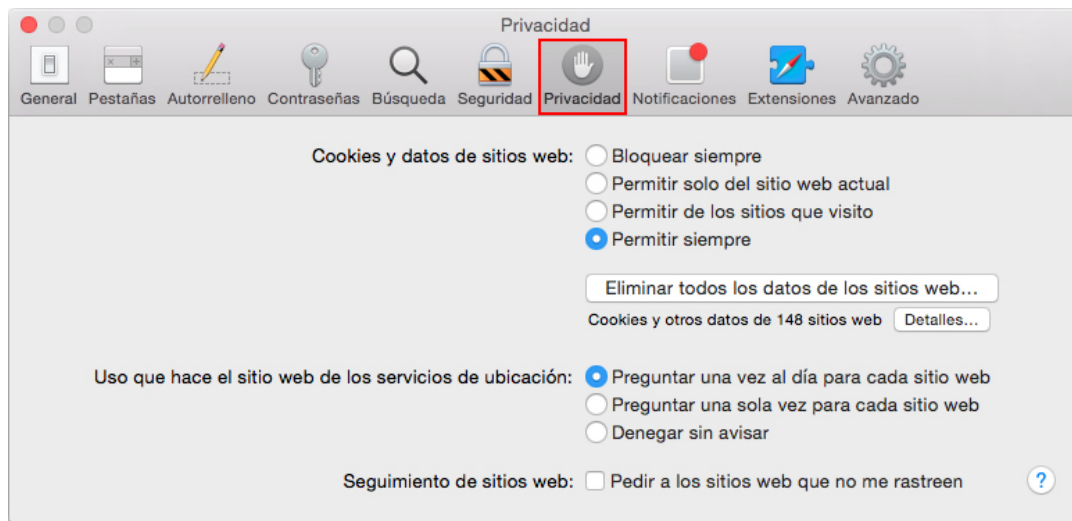 Privacidad
General Pestañas Autorrelleno Contraseñas Búsqueda Seguridad Privacidad Notificaciones Extensiones Avanzado
Cookies y datos de sitios web: Bloquear siempre
Permitir solo del sitio web actual
Permitir de los sitios que visito
Permitir siempre
Eliminar todos los datos de los sitios web...
Cookies y otros datos de 148 sitios web Detalles...
Uso que hace el sitio web de los servicios de ubicación: Preguntar una vez al día para cada sitio web
Preguntar una sola vez para cada sitio web
Denegar sin avisar
Seguimiento de sitios web: Pedir a los sitios web que no me rastreen ?